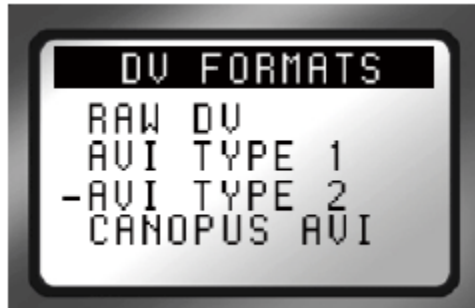 DV FORMATS
RAW DV
AVI TYPE 1
-AVI TYPE 2
CANOPUS AVI